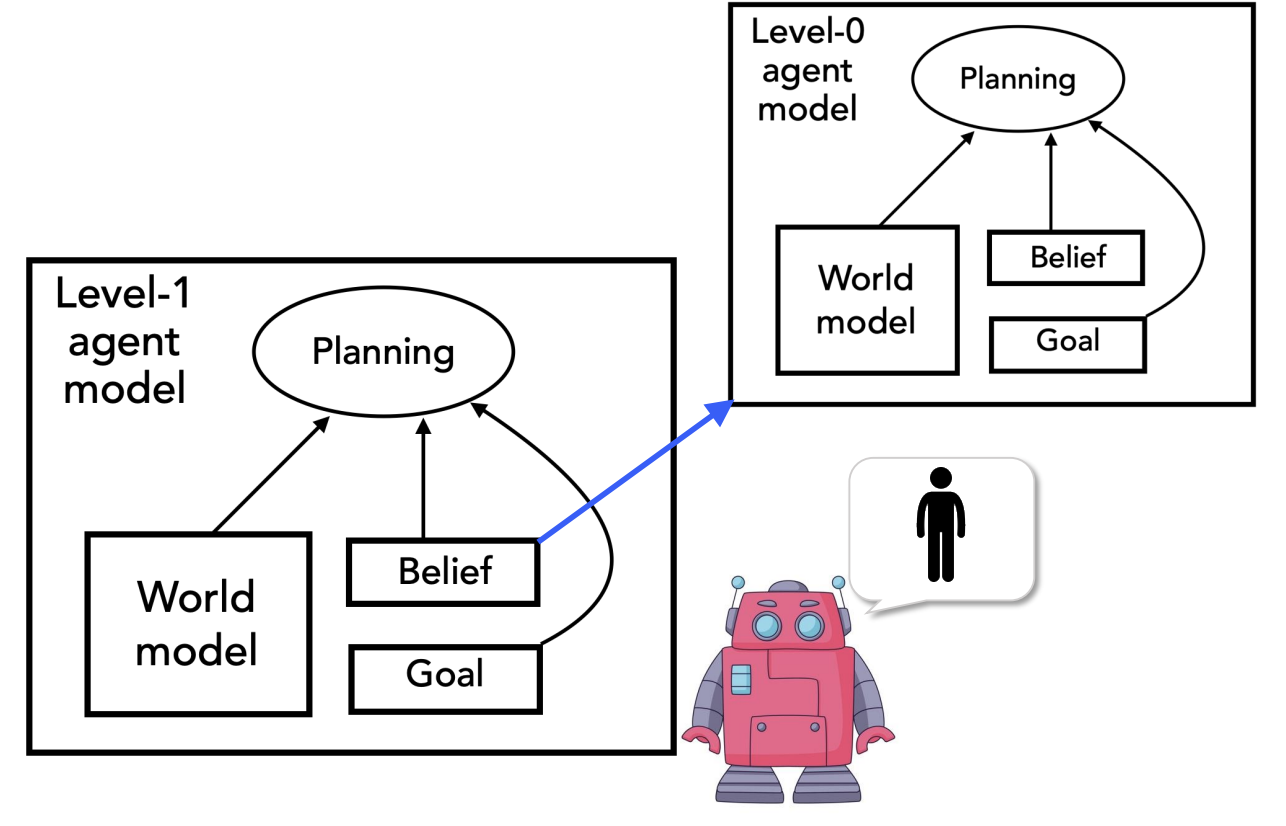 Level-0
agent
model
Planning
World
model
Belief
Goal
Level-1
agent
model
Planning
World
model
Belief
Goal